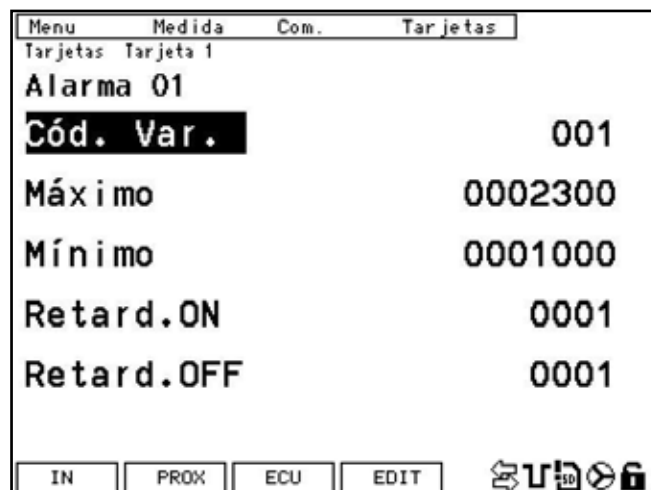 Menu Medida Com. Tarjetas
Tarjetas Tarjeta 1
Alarma 01
Cód. Var. 001
Máximo 0002300
Mínimo 0001000
Retard.ON 0001
Retard.OFF 0001
IN PROX ECU EDIT SD